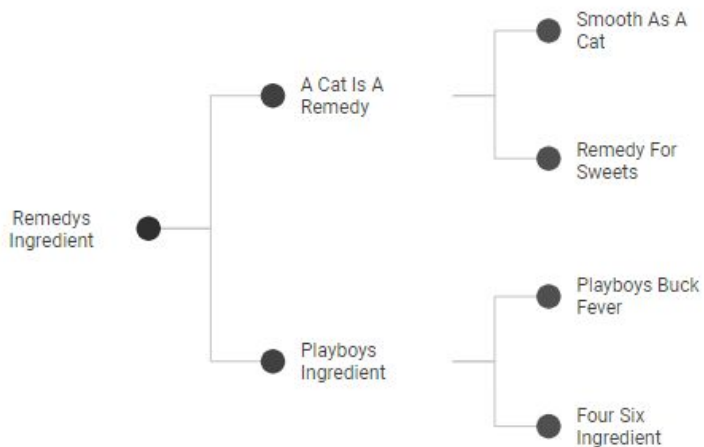 Smooth As A
Cat
A Cat Is A
Remedy
Remedy For
Sweets
Remedys
Ingredient
Playboys Buck
Fever
Playboys
Ingredient
Four Six
Ingredient